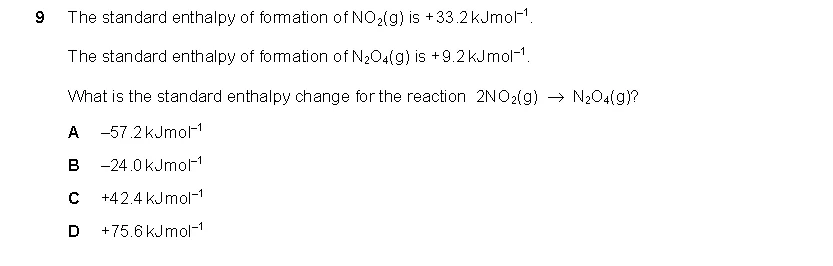 9 The standard enthalpy of formation of NO₂(g) is +33.2 kJ mol⁻¹.
The standard enthalpy of formation of N₂O₄(g) is +9.2 kJ mol⁻¹.
What is the standard enthalpy change for the reaction 2NO₂(g) → N₂O₄(g)?
A –57.2 kJ mol⁻¹
B –24.0 kJ mol⁻¹
C +42.4 kJ mol⁻¹
D +75.6 kJ mol⁻¹